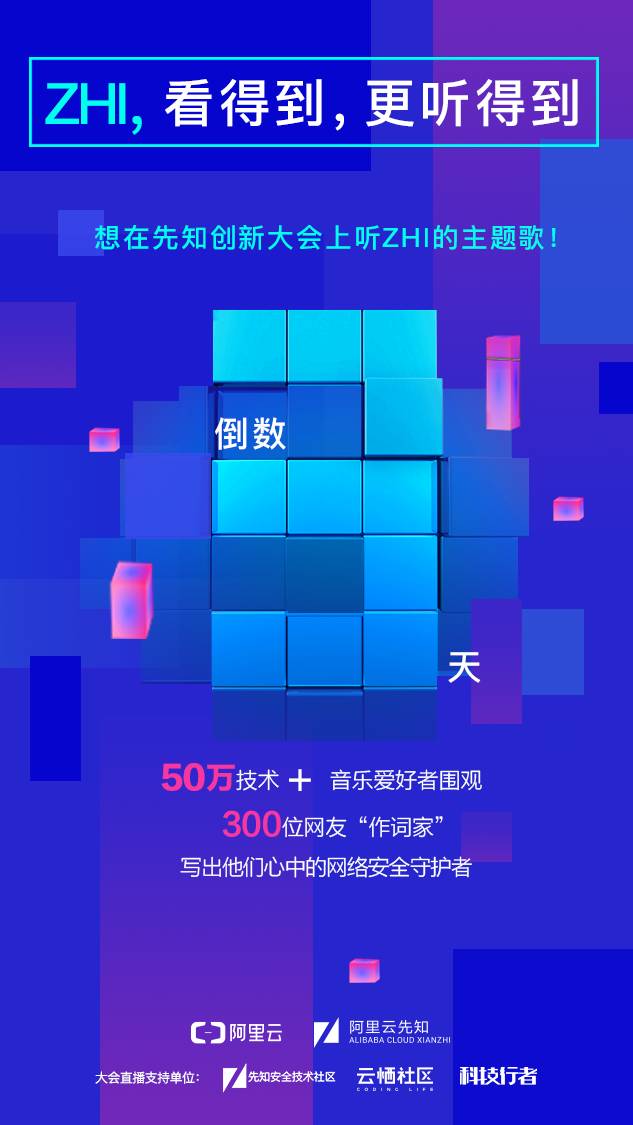 ZHI, 看得到, 更听得到
想在先知创新大会上听ZHI的主题歌!
倒数
3
天
50万技术 + 音乐爱好者围观
300位网友“作词家”
写出他们心中的网络安全守护者
阿里云
阿里云先知
ALIBABA CLOUD XIANZHI
大会直播支持单位: 先知安全技术社区 云栖社区 科技行者
CODING LIFE